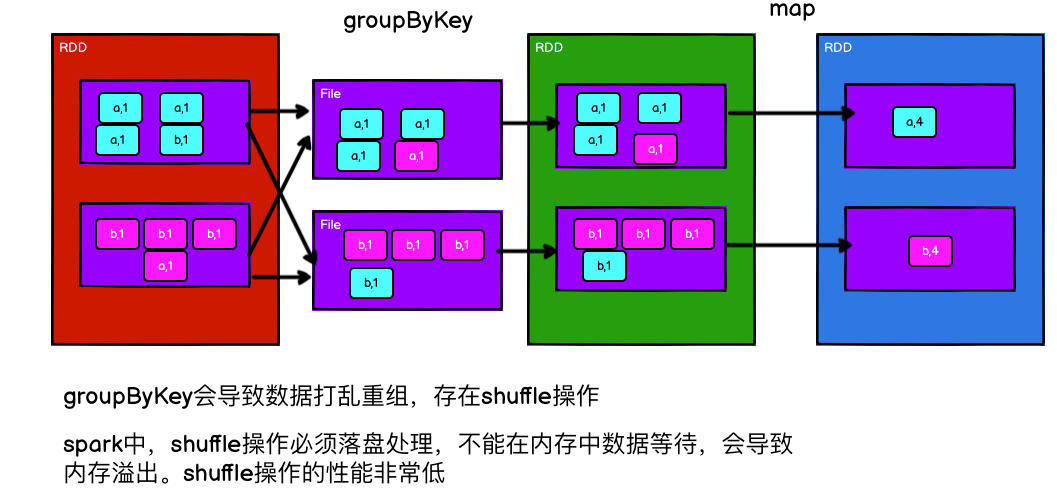 groupByKey
map
RDD
a,1
a,1
a,1
b,1
b,1
b,1
b,1
a,1
File
a,1
a,1
a,1
a,1
File
b,1
b,1
b,1
b,1
RDD
a,1
a,1
a,1
a,1
b,1
b,1
b,1
b,1
RDD
a,4
b,4
groupByKey会导致数据打乱重组，存在shuffle操作
spark中，shuffle操作必须落盘处理，不能在内存中数据等待，会导致
内存溢出。shuffle操作的性能非常低